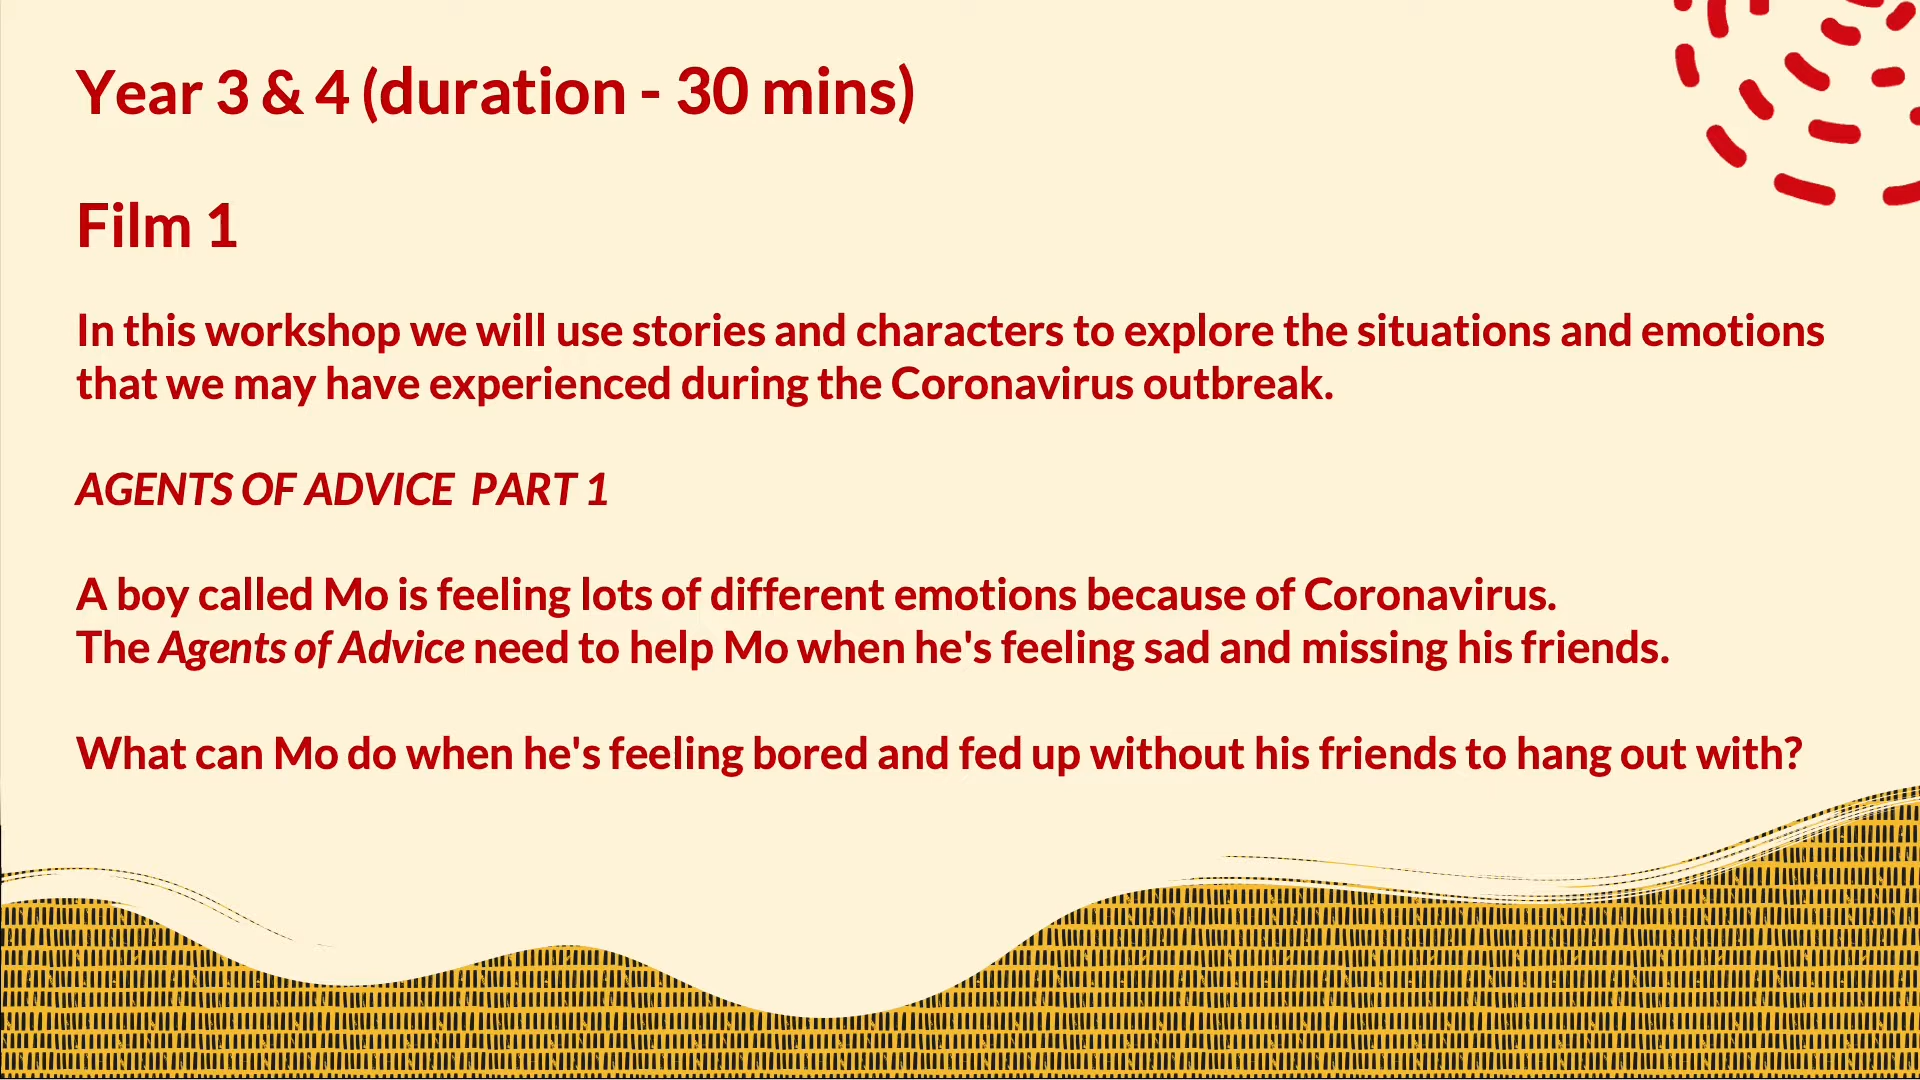 Year 3 & 4 (duration - 30 mins)
Film 1
In this workshop we will use stories and characters to explore the situations and emotions
that we may have experienced during the Coronavirus outbreak.
AGENTS OF ADVICE PART 1
A boy called Mo is feeling lots of different emotions because of Coronavirus.
The Agents of Advice need to help Mo when he's feeling sad and missing his friends.
What can Mo do when he's feeling bored and fed up without his friends to hang out with?